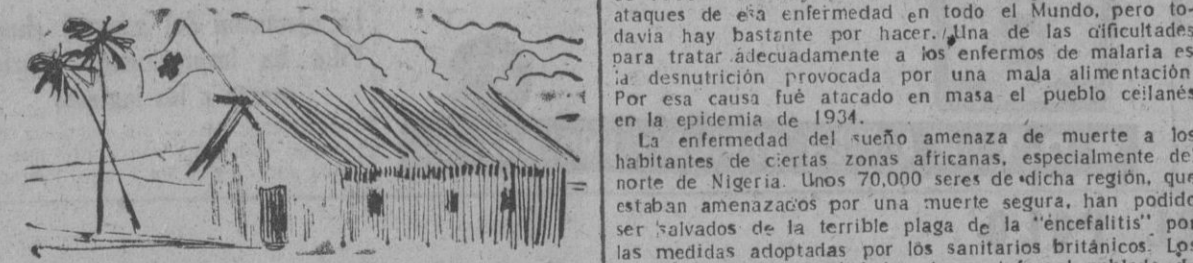 ataques de esa enfermedad en todo el Mundo, pero to-
davia hay bastante por hacer. Una de las dificultades
para tratar adecuadamente a los enfermos de malaria es
la desnutrición provocada por una mala alimentación
Por esa causa fué atacado en masa el pueblo ceilanés
en la epidemia de 1934.
La enfermedad del sueño amenaza de muerte a los
habitantes de ciertas zonas africanas, especialmente del
norte de Nigeria. Unos 70,000 seres de dicha región, que
estaban amenazados por una muerte segura, han podido
ser salvados de la terrible plaga de la "encefalitis" por
las medidas adoptadas por los sanitarios británicos. Los